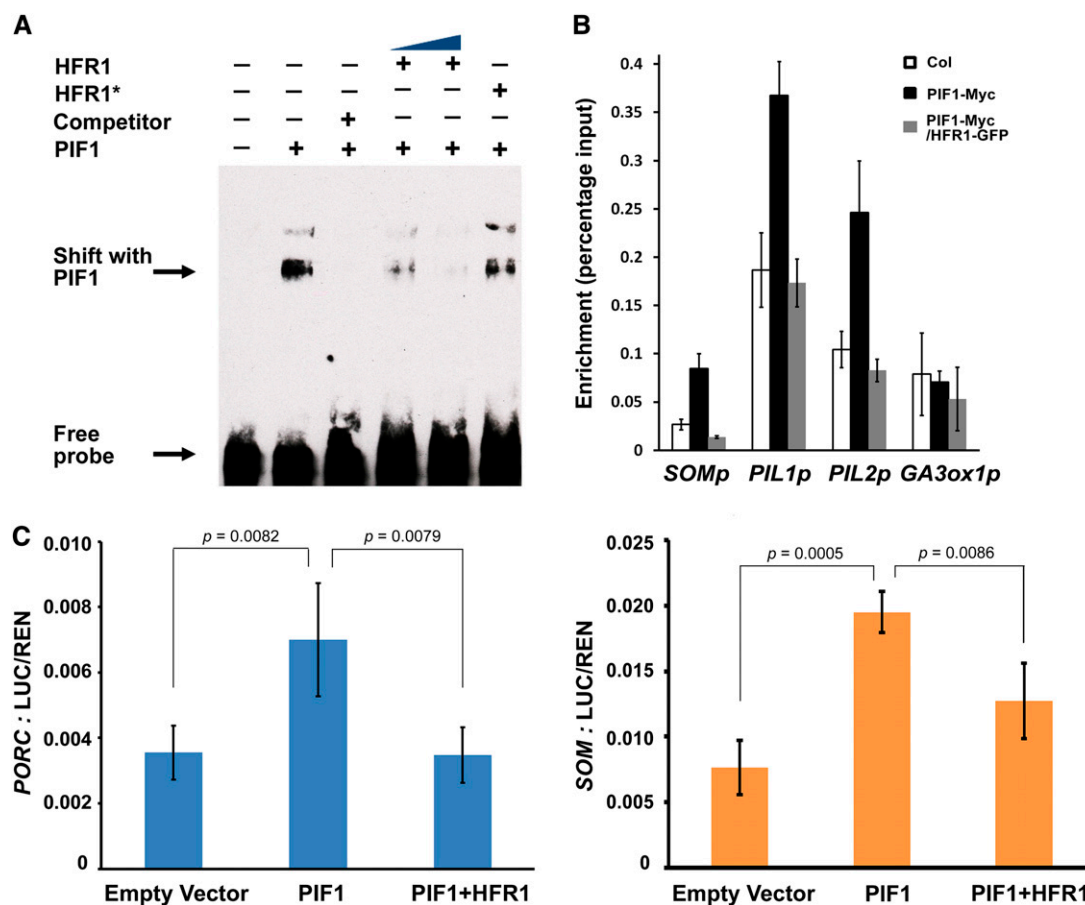 A
HFR1 − − − + + −
HFR1* − − − − − +
Competitor − − + − − −
PIF1 − + + + + +
Shift with
PIF1
Free
probe
B
Enrichment (percentage input)
0.4
0.35
0.3
0.25
0.2
0.15
0.1
0.05
0
Col
PIF1-Myc
PIF1-Myc
/HFR1-GFP
SOMp PIL1p PIL2p GA3ox1p
C
PORC : LUC/REN
0.010
0.008
0.006
0.004
0.002
0
p = 0.0082 p = 0.0079
Empty Vector PIF1 PIF1+HFR1
SOM : LUC/REN
0.025
0.020
0.015
0.010
0.005
0
p = 0.0005 p = 0.0086
Empty Vector PIF1 PIF1+HFR1